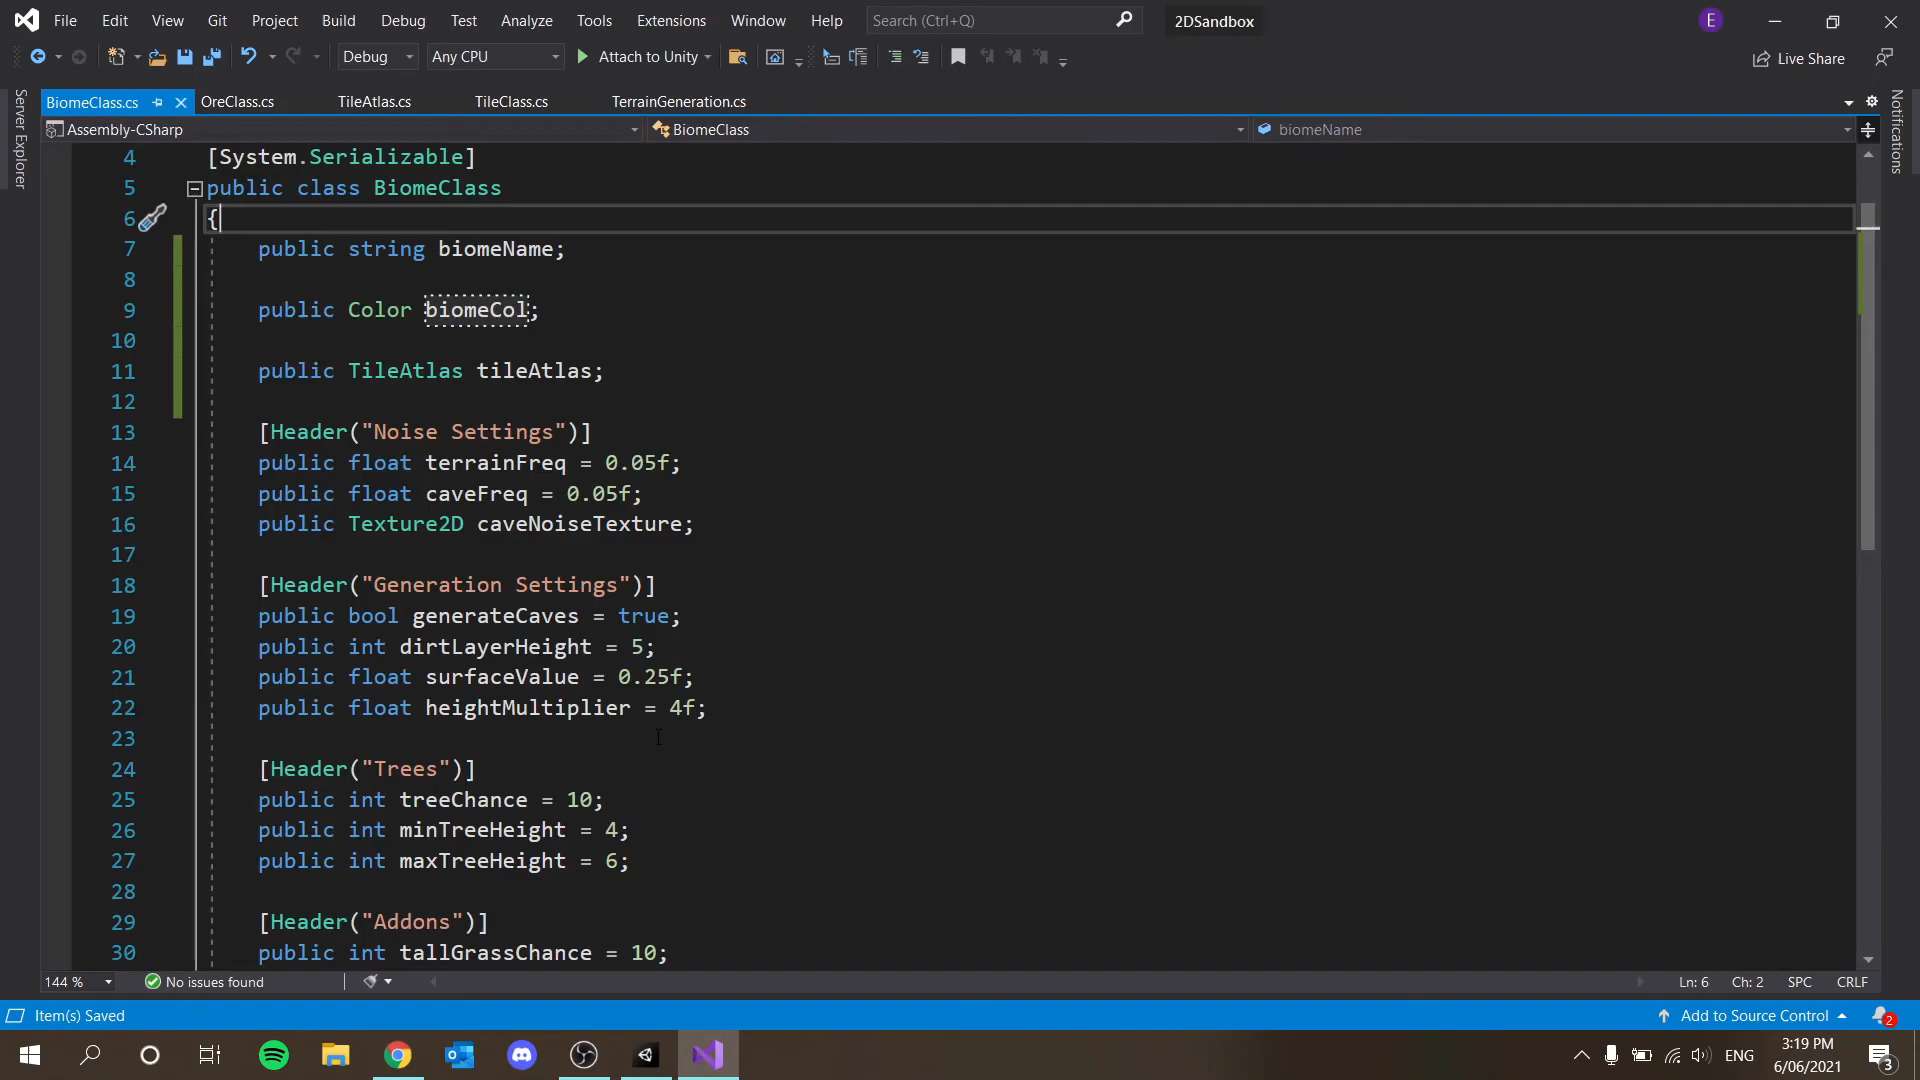 File Edit View Git Project Build Debug Test Analyze Tools Extensions Window Help Search (Ctrl+Q) 2DSandbox E
Debug Any CPU Attach to Unity Live Share
BiomeClass.cs OreClass.cs TileAtlas.cs TileClass.cs TerrainGeneration.cs
Assembly-CSharp BiomeClass biomeName
Server Explorer
Notifications
4 [System.Serializable]
5 public class BiomeClass
6 {
7 public string biomeName;
8
9 public Color biomeCol;
10
11 public TileAtlas tileAtlas;
12
13 [Header("Noise Settings")]
14 public float terrainFreq = 0.05f;
15 public float caveFreq = 0.05f;
16 public Texture2D caveNoiseTexture;
17
18 [Header("Generation Settings")]
19 public bool generateCaves = true;
20 public int dirtLayerHeight = 5;
21 public float surfaceValue = 0.25f;
22 public float heightMultiplier = 4f;
23
24 [Header("Trees")]
25 public int treeChance = 10;
26 public int minTreeHeight = 4;
27 public int maxTreeHeight = 6;
28
29 [Header("Addons")]
30 public int tallGrassChance = 10;
144 % No issues found Ln: 6 Ch: 2 SPC CRLF
Item(s) Saved Add to Source Control 2
ENG 3:19 PM
6/06/2021 3